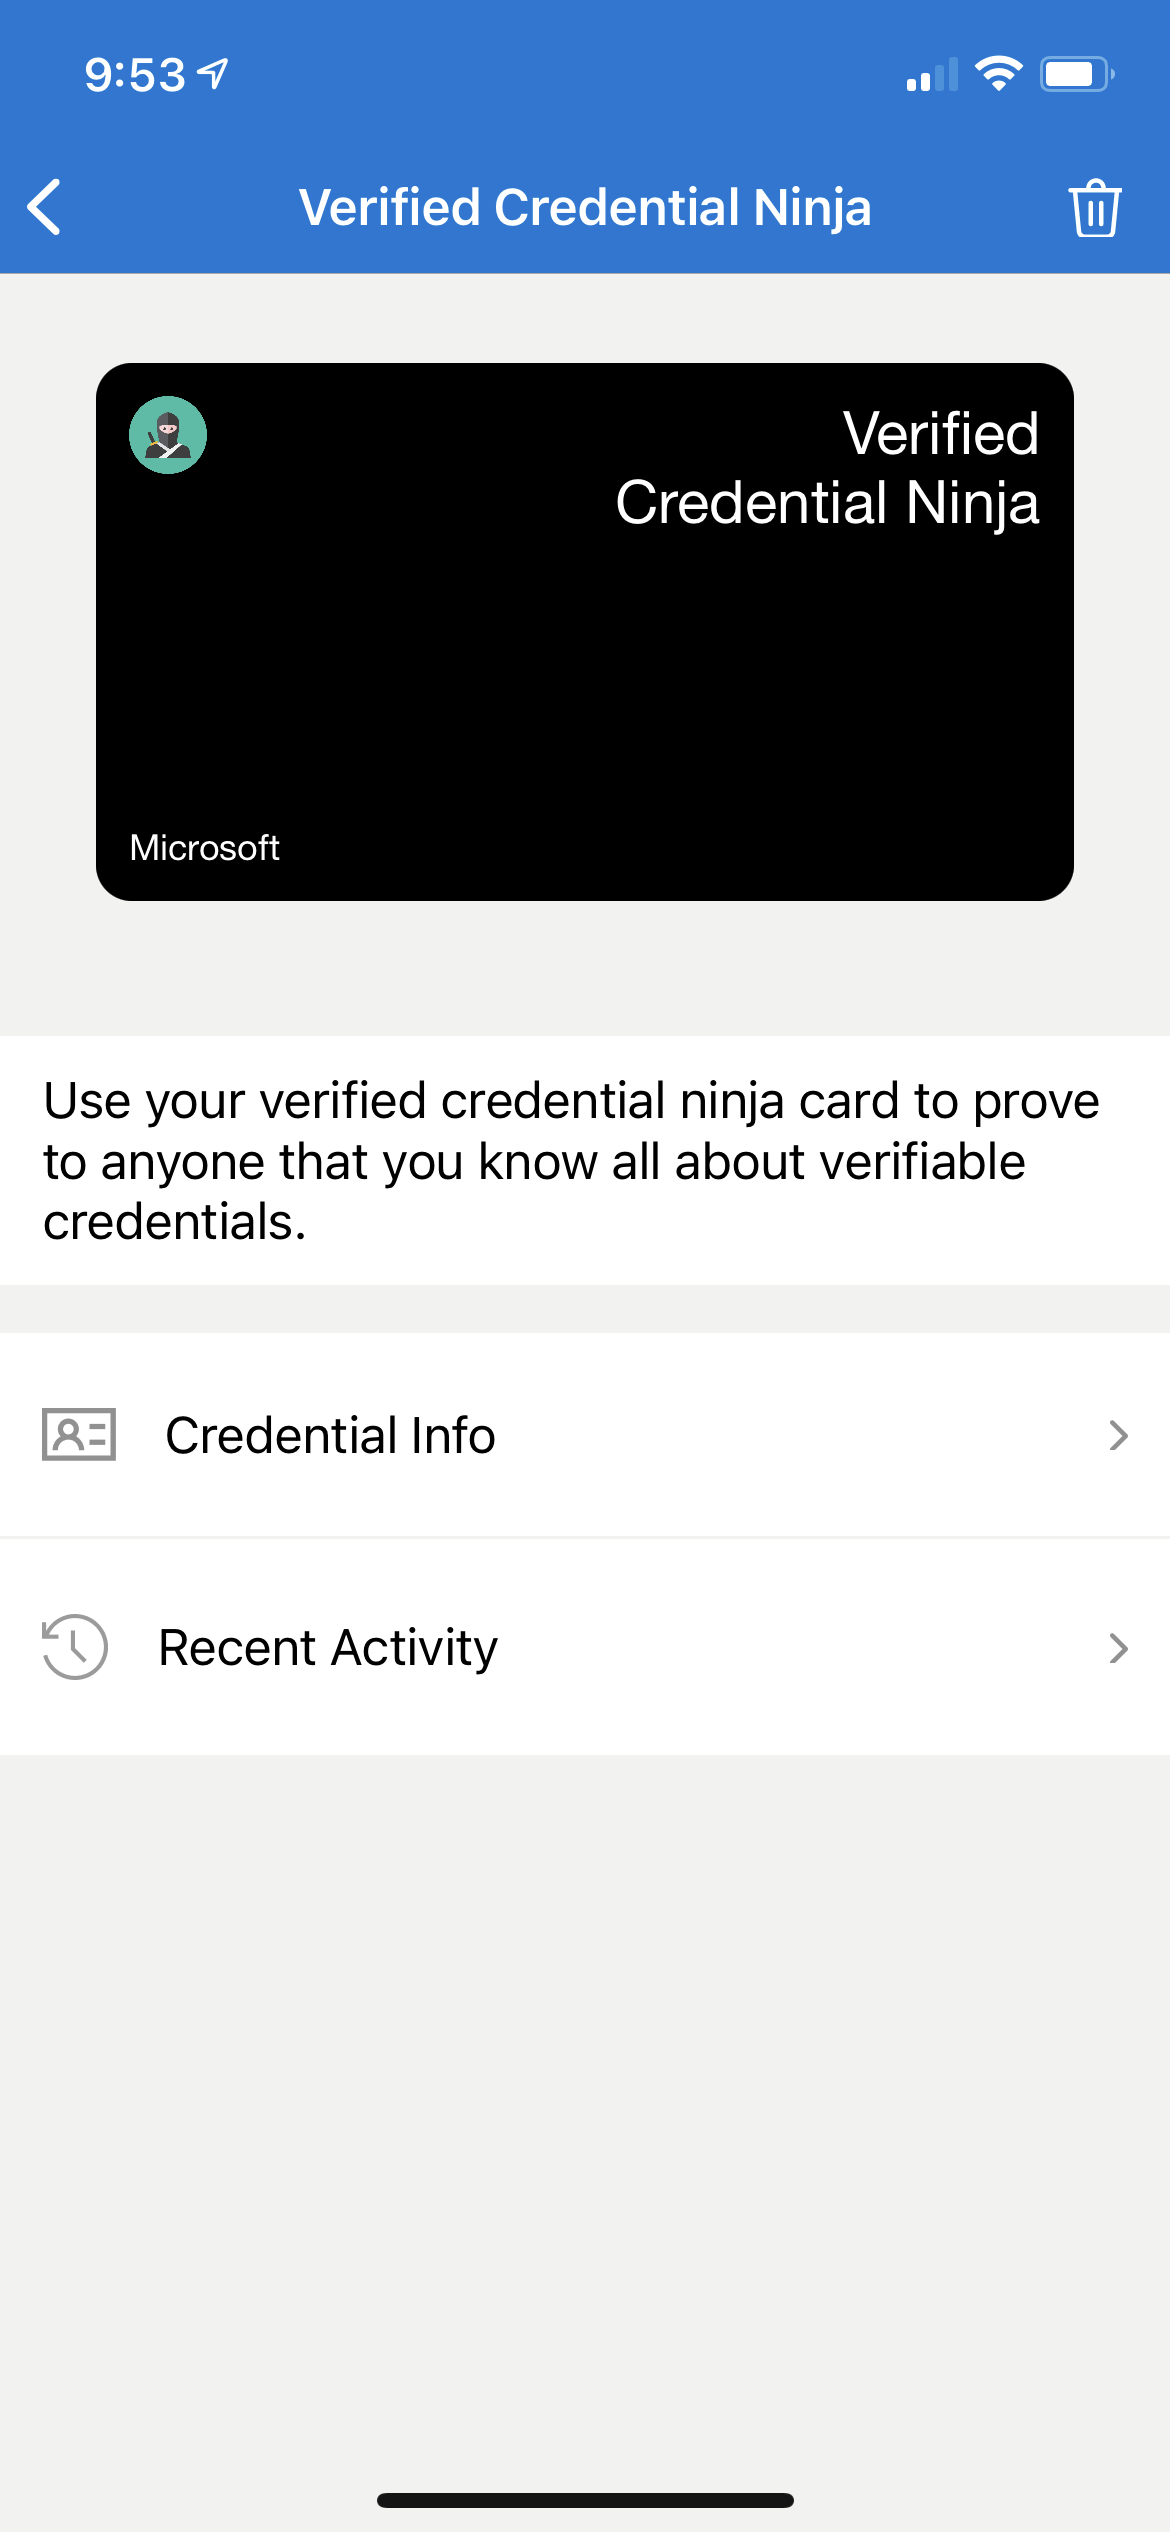 9:53
Verified Credential Ninja
Verified
Credential Ninja
Microsoft
Use your verified credential ninja card to prove
to anyone that you know all about verifiable
credentials.
Credential Info
Recent Activity